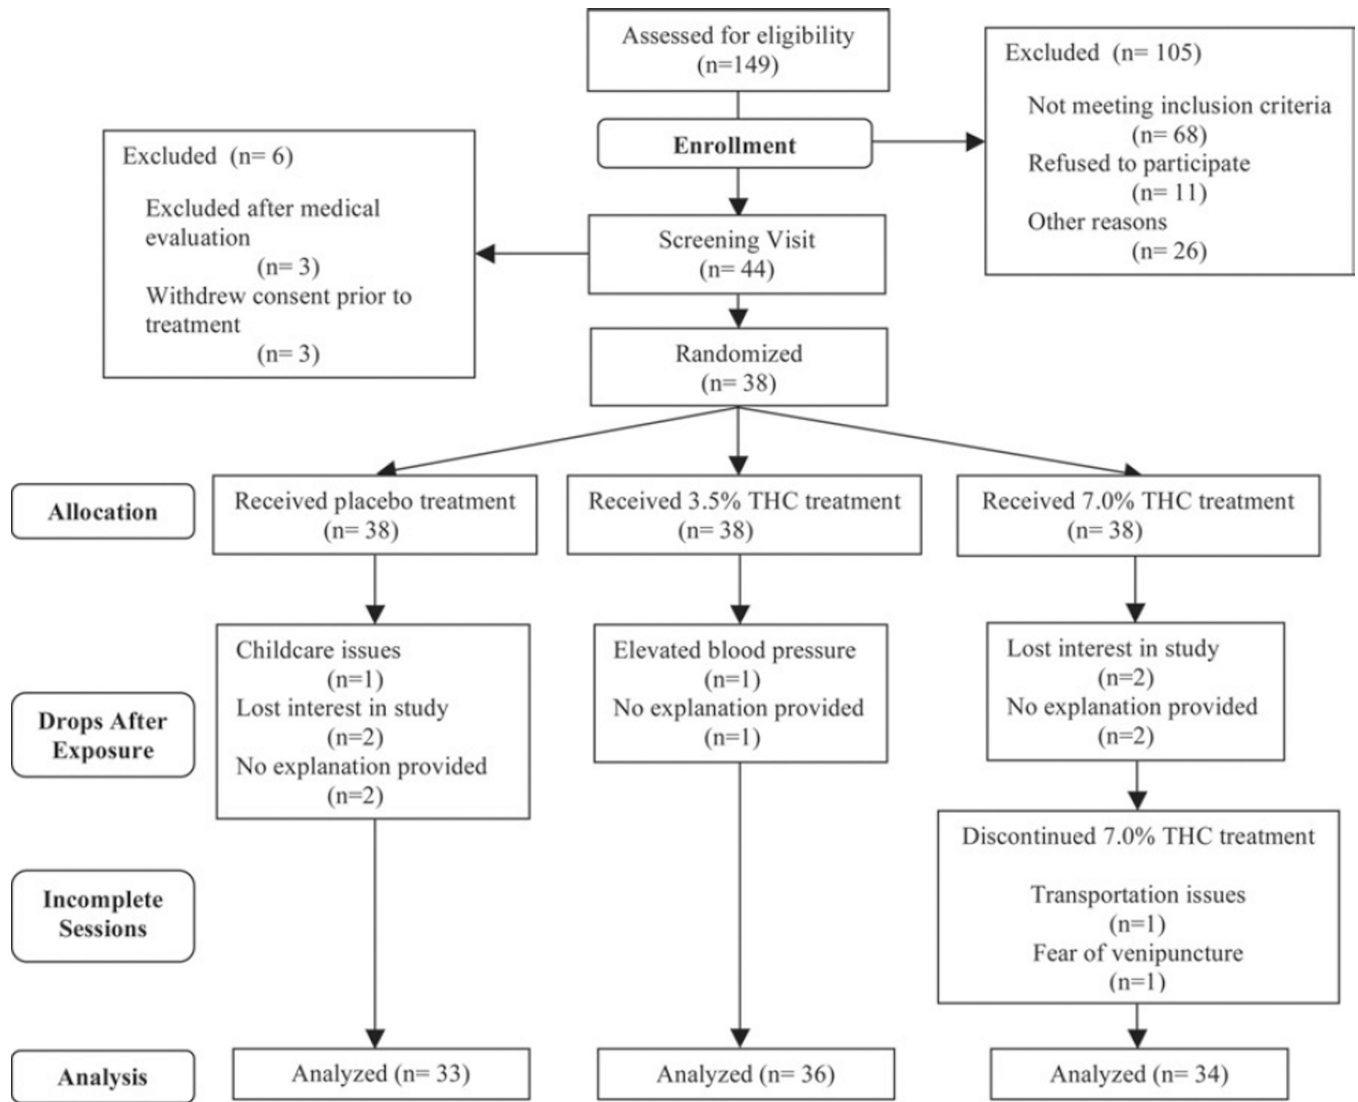 Assessed for eligibility
(n=149)
Excluded (n= 105)
Not meeting inclusion criteria
(n= 68)
Refused to participate
(n= 11)
Other reasons
(n= 26)
Enrollment
Excluded (n= 6)
Excluded after medical
evaluation
(n= 3)
Withdrew consent prior to
treatment
(n= 3)
Screening Visit
(n= 44)
Randomized
(n= 38)
Allocation
Received placebo treatment
(n= 38)
Received 3.5% THC treatment
(n= 38)
Received 7.0% THC treatment
(n= 38)
Drops After
Exposure
Childcare issues
(n=1)
Lost interest in study
(n=2)
No explanation provided
(n=2)
Elevated blood pressure
(n=1)
No explanation provided
(n=1)
Lost interest in study
(n=2)
No explanation provided
(n=2)
Incomplete
Sessions
Discontinued 7.0% THC treatment
Transportation issues
(n=1)
Fear of venipuncture
(n=1)
Analysis
Analyzed (n= 33)
Analyzed (n= 36)
Analyzed (n= 34)